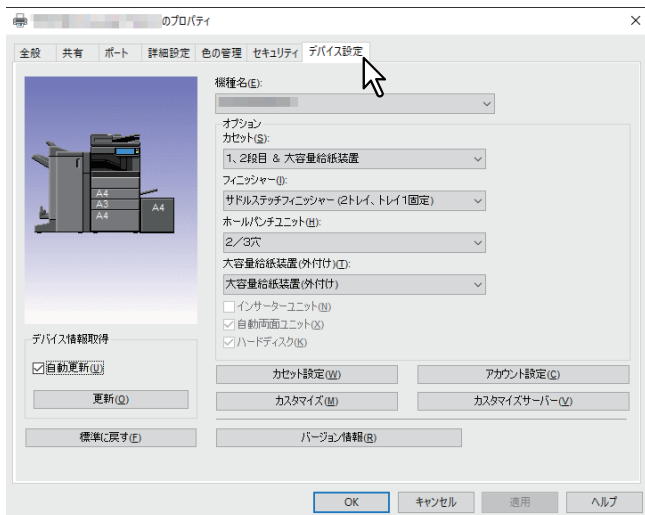 のプロパティ
全般 共有 ポート 詳細設定 色の管理 セキュリティ デバイス設定
機種名(E):
オプション
カセット(S):
1、2段目 & 大容量給紙装置
フィニッシャー(I):
サドルステッチフィニッシャー (2トレイ、トレイ1固定)
ホールパンチユニット(H):
2/3穴
大容量給紙装置(外付け)(T):
大容量給紙装置(外付け)
インサーターユニット(N)
自動両面ユニット(X)
ハードディスク(K)
A4
A3
A4
A4
デバイス情報取得
自動更新(U)
更新(O)
カセット設定(W) アカウント設定(C)
カスタマイズ(M) カスタマイズサーバー(V)
標準に戻す(F) バージョン情報(R)
OK キャンセル 適用 ヘルプ